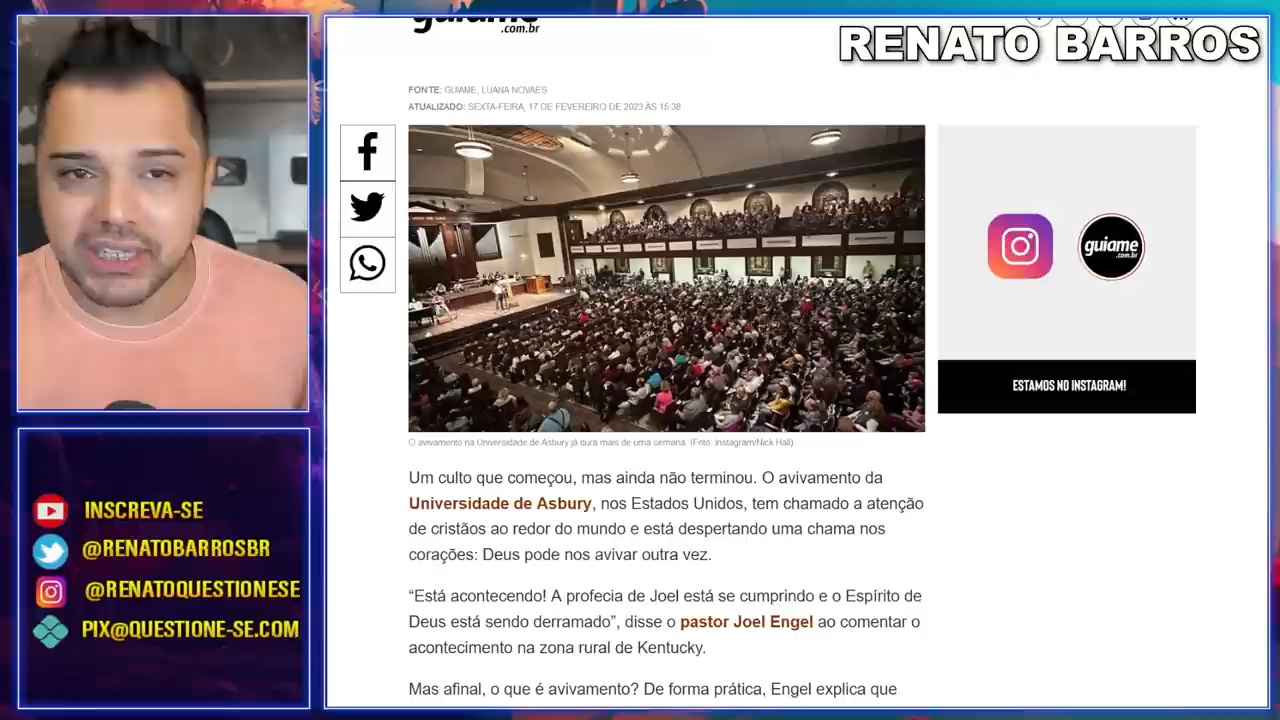 guiame
.com.br
RENATO BARROS
FONTE: GUIAME, LUANA NOVAES
ATUALIZADO: SEXTA-FEIRA, 17 DE FEVEREIRO DE 2023 ÀS 15:38
guiame
.com.br
ESTAMOS NO INSTAGRAM!
O avivamento na Universidade de Asbury já dura mais de uma semana. (Foto: Instagram/Nick Hall)
Um culto que começou, mas ainda não terminou. O avivamento da
Universidade de Asbury, nos Estados Unidos, tem chamado a atenção
de cristãos ao redor do mundo e está despertando uma chama nos
corações: Deus pode nos avivar outra vez.
“Está acontecendo! A profecia de Joel está se cumprindo e o Espírito de
Deus está sendo derramado”, disse o pastor Joel Engel ao comentar o
acontecimento na zona rural de Kentucky.
Mas afinal, o que é avivamento? De forma prática, Engel explica que
INSCREVA-SE
@RENATOBARROSBR
@RENATOQUESTIONESE
PIX@QUESTIONE-SE.COM